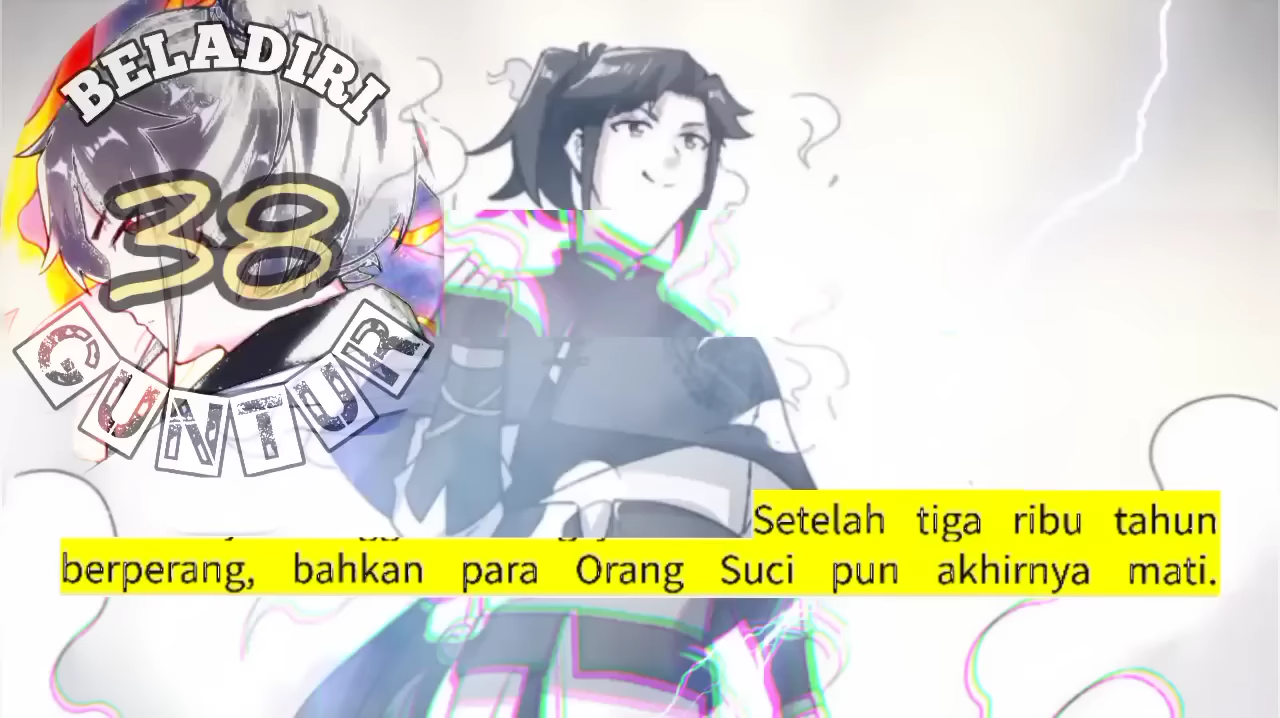 BELADIRI
38
GUNTUR
Setelah tiga ribu tahun
berperang, bahkan para Orang Suci pun akhirnya mati.